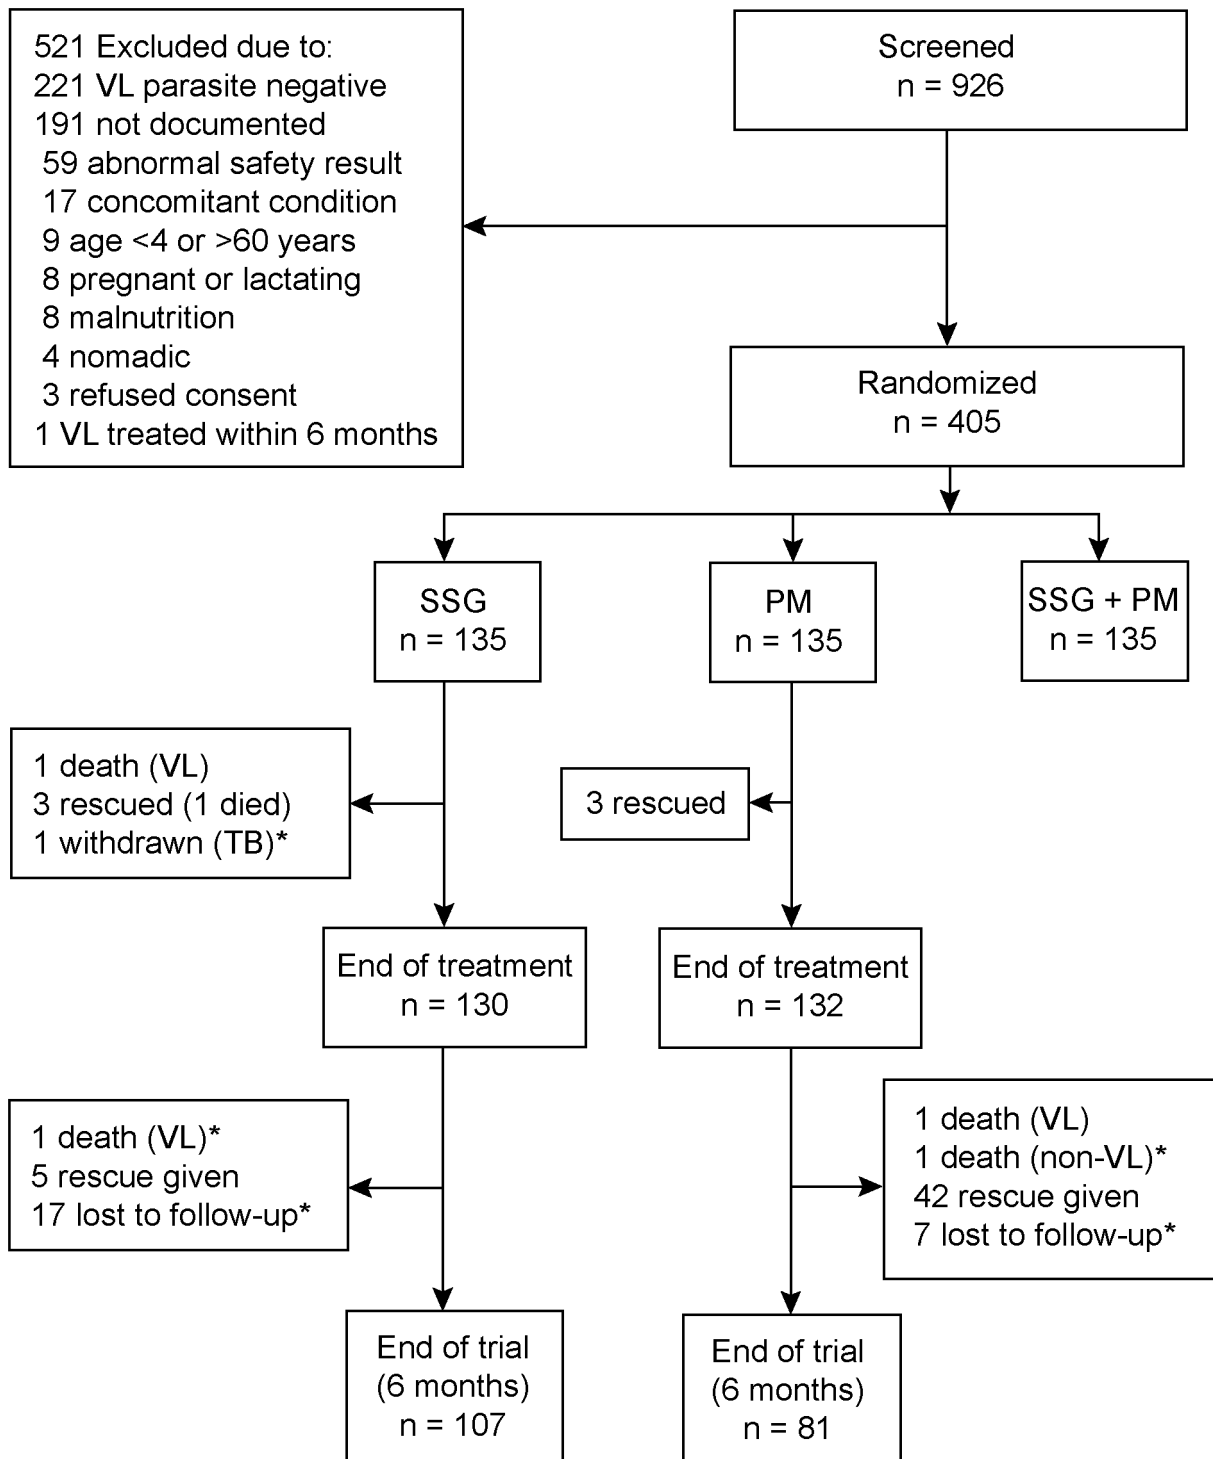 521 Excluded due to:
221 VL parasite negative
191 not documented
59 abnormal safety result
17 concomitant condition
9 age <4 or >60 years
8 pregnant or lactating
8 malnutrition
4 nomadic
3 refused consent
1 VL treated within 6 months
Screened
n = 926
Randomized
n = 405
SSG
n = 135
PM
n = 135
SSG + PM
n = 135
1 death (VL)
3 rescued (1 died)
1 withdrawn (TB)*
3 rescued
End of treatment
n = 130
End of treatment
n = 132
1 death (VL)*
5 rescue given
17 lost to follow-up*
1 death (VL)
1 death (non-VL)*
42 rescue given
7 lost to follow-up*
End of trial
(6 months)
n = 107
End of trial
(6 months)
n = 81